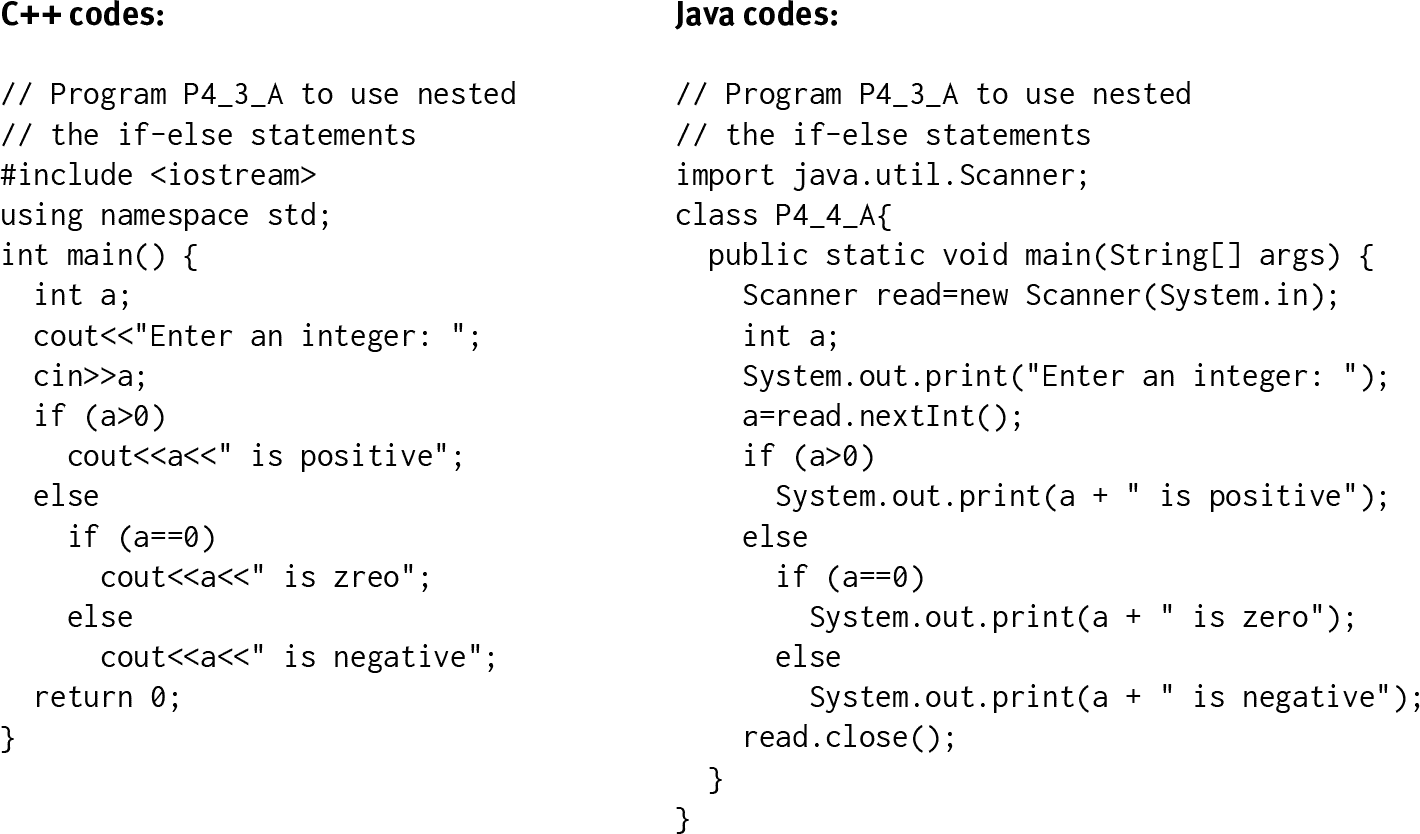 C++ codes:
// Program P4_3_A to use nested
// the if-else statements
#include <iostream>
using namespace std;
int main() {
  int a;
  cout<<"Enter an integer: ";
  cin>>a;
  if (a>0)
    cout<<a<<" is positive";
  else
    if (a==0)
      cout<<a<<" is zreo";
    else
      cout<<a<<" is negative";
  return 0;
}
Java codes:
// Program P4_3_A to use nested
// the if-else statements
import java.util.Scanner;
class P4_4_A{
  public static void main(String[] args) {
    Scanner read=new Scanner(System.in);
    int a;
    System.out.print("Enter an integer: ");
    a=read.nextInt();
    if (a>0)
      System.out.print(a + " is positive");
    else
      if (a==0)
        System.out.print(a + " is zero");
      else
        System.out.print(a + " is negative");
    read.close();
  }
}